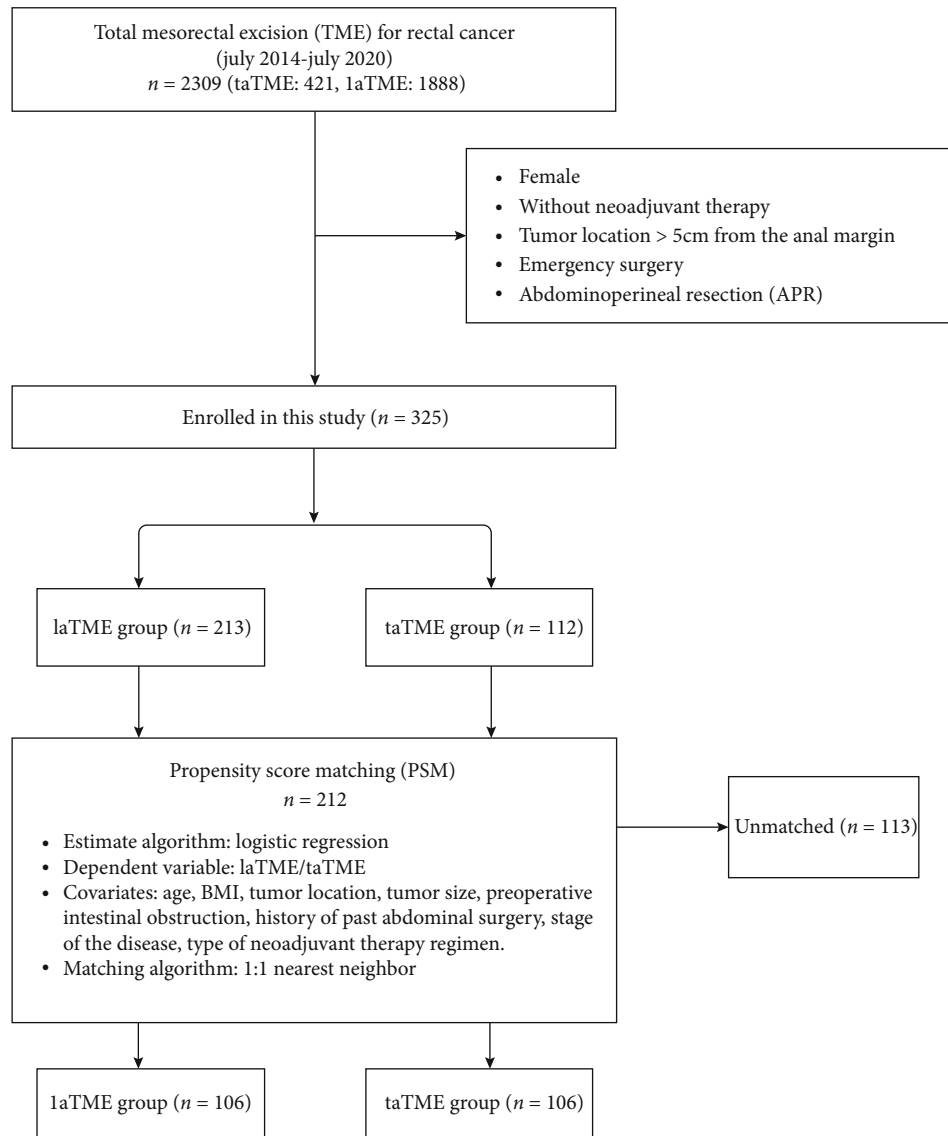 Total mesorectal excision (TME) for rectal cancer
(july 2014-july 2020)
n = 2309 (taTME: 421, 1aTME: 1888)
• Female
• Without neoadjuvant therapy
• Tumor location > 5cm from the anal margin
• Emergency surgery
• Abdominoperineal resection (APR)
Enrolled in this study (n = 325)
laTME group (n = 213)
taTME group (n = 112)
Propensity score matching (PSM)
n = 212
• Estimate algorithm: logistic regression
• Dependent variable: laTME/taTME
• Covariates: age, BMI, tumor location, tumor size, preoperative
intestinal obstruction, history of past abdominal surgery, stage
of the disease, type of neoadjuvant therapy regimen.
• Matching algorithm: 1:1 nearest neighbor
Unmatched (n = 113)
1aTME group (n = 106)
taTME group (n = 106)